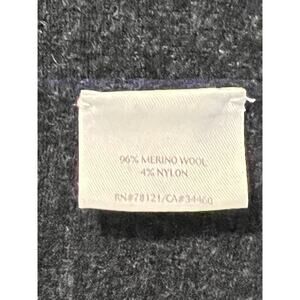 96% MERINO WOOL
4% NYLON
RN#78121/CA#34460